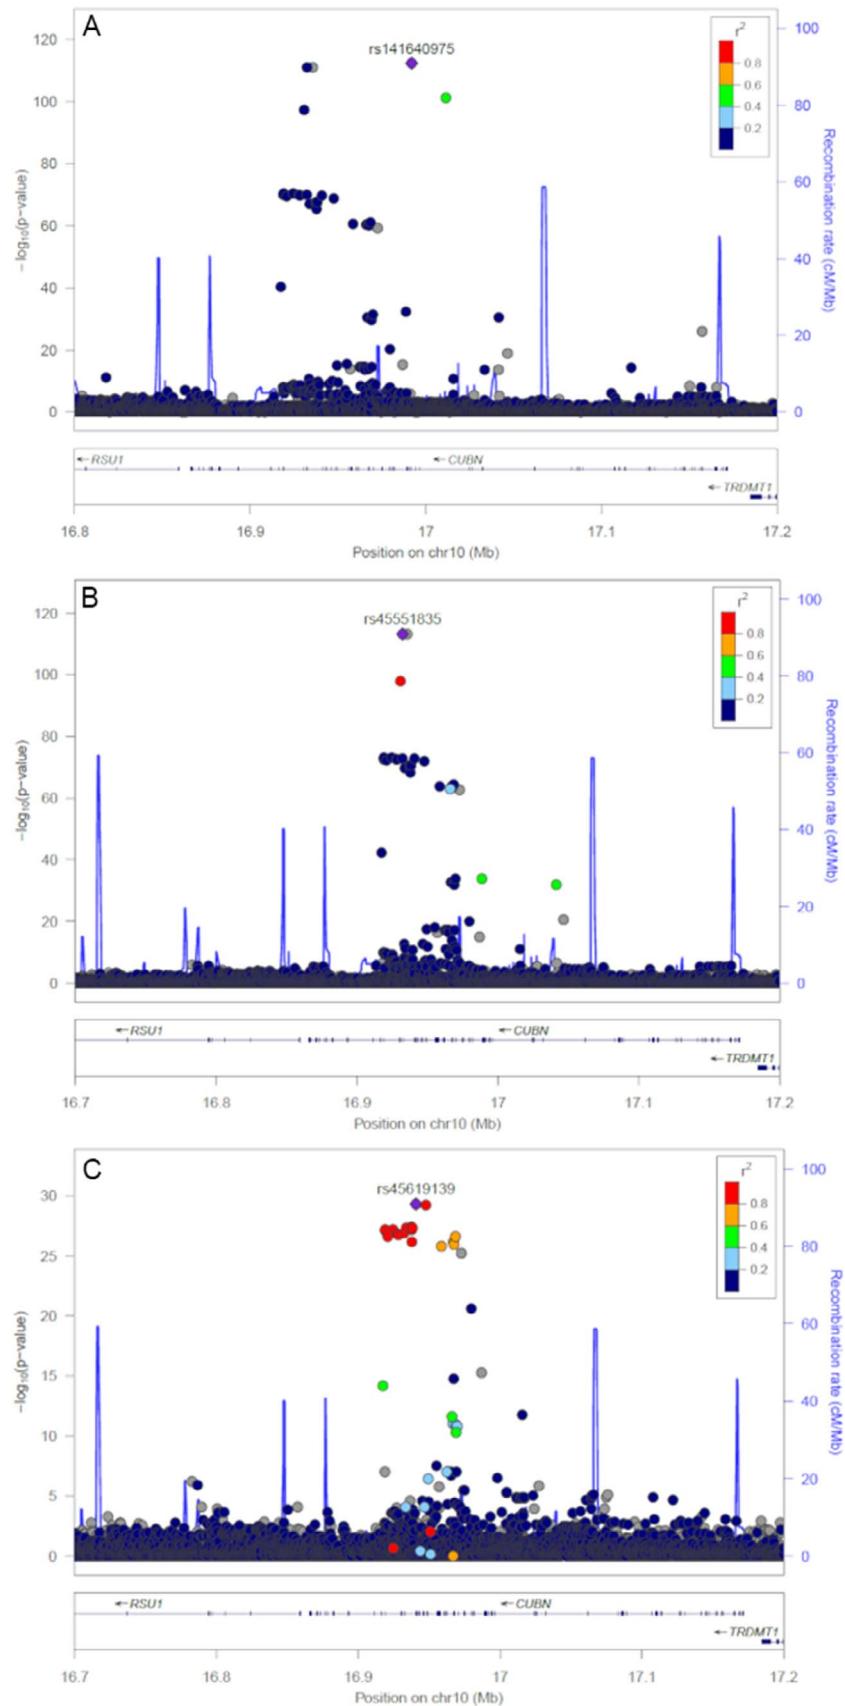 A
rs141640975
r2
0.8
0.6
0.4
0.2
120
100
80
60
40
20
0
−log10(p−value)
100
80
60
40
20
0
Recombination rate (cM/Mb)
←RSU1
←CUBN
←TRDMT1
16.8 16.9 17 17.1 17.2
Position on chr10 (Mb)
B
rs45551835
r2
0.8
0.6
0.4
0.2
120
100
80
60
40
20
0
−log10(p−value)
100
80
60
40
20
0
Recombination rate (cM/Mb)
←RSU1
←CUBN
←TRDMT1
16.7 16.8 16.9 17 17.1 17.2
Position on chr10 (Mb)
C
rs45619139
r2
0.8
0.6
0.4
0.2
30
25
20
15
10
5
0
−log10(p−value)
100
80
60
40
20
0
Recombination rate (cM/Mb)
←RSU1
←CUBN
←TRDMT1
16.7 16.8 16.9 17 17.1 17.2
Position on chr10 (Mb)